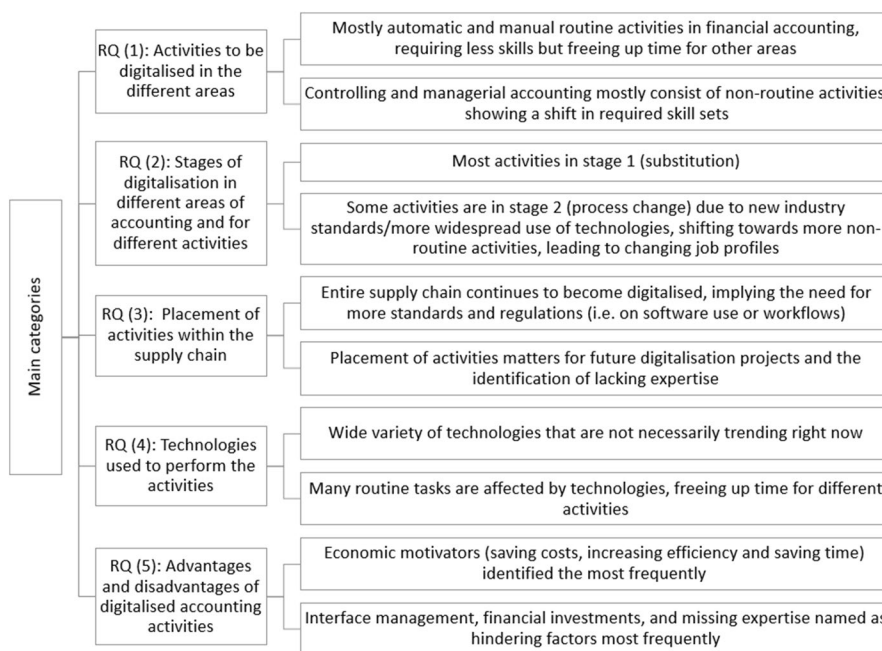 Main categories
RQ (1): Activities to be
digitalised in the
different areas
Mostly automatic and manual routine activities in financial accounting,
requiring less skills but freeing up time for other areas
Controlling and managerial accounting mostly consist of non-routine activities
showing a shift in required skill sets
RQ (2): Stages of
digitalisation in
different areas of
accounting and for
different activities
Most activities in stage 1 (substitution)
Some activities are in stage 2 (process change) due to new industry
standards/more widespread use of technologies, shifting towards more non-
routine activities, leading to changing job profiles
RQ (3): Placement of
activities within the
supply chain
Entire supply chain continues to become digitalised, implying the need for
more standards and regulations (i.e. on software use or workflows)
Placement of activities matters for future digitalisation projects and the
identification of lacking expertise
RQ (4): Technologies
used to perform the
activities
Wide variety of technologies that are not necessarily trending right now
Many routine tasks are affected by technologies, freeing up time for different
activities
RQ (5): Advantages
and disadvantages of
digitalised accounting
activities
Economic motivators (saving costs, increasing efficiency and saving time)
identified the most frequently
Interface management, financial investments, and missing expertise named as
hindering factors most frequently